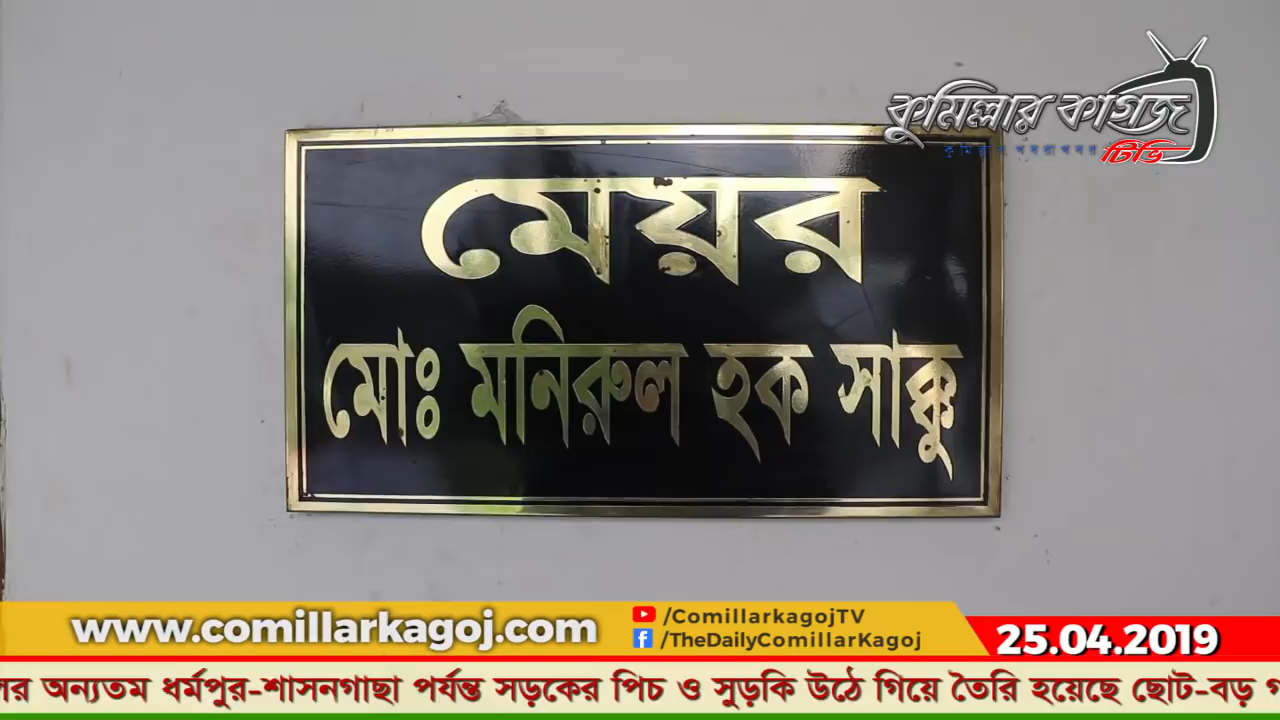 কুমিল্লার কাগজ
টিভি
মেয়র
মোঃ মনিরুল হক সাক্কু
www.comillarkagoj.com
/ComillarkagojTV
/TheDailyComillarKagoj
25.04.2019
অন্যতম ধর্মপুর-শাসনগাছা পর্যন্ত সড়কের পিচ ও সুড়কি উঠে গিয়ে তৈরি হয়েছে ছোট-বড়